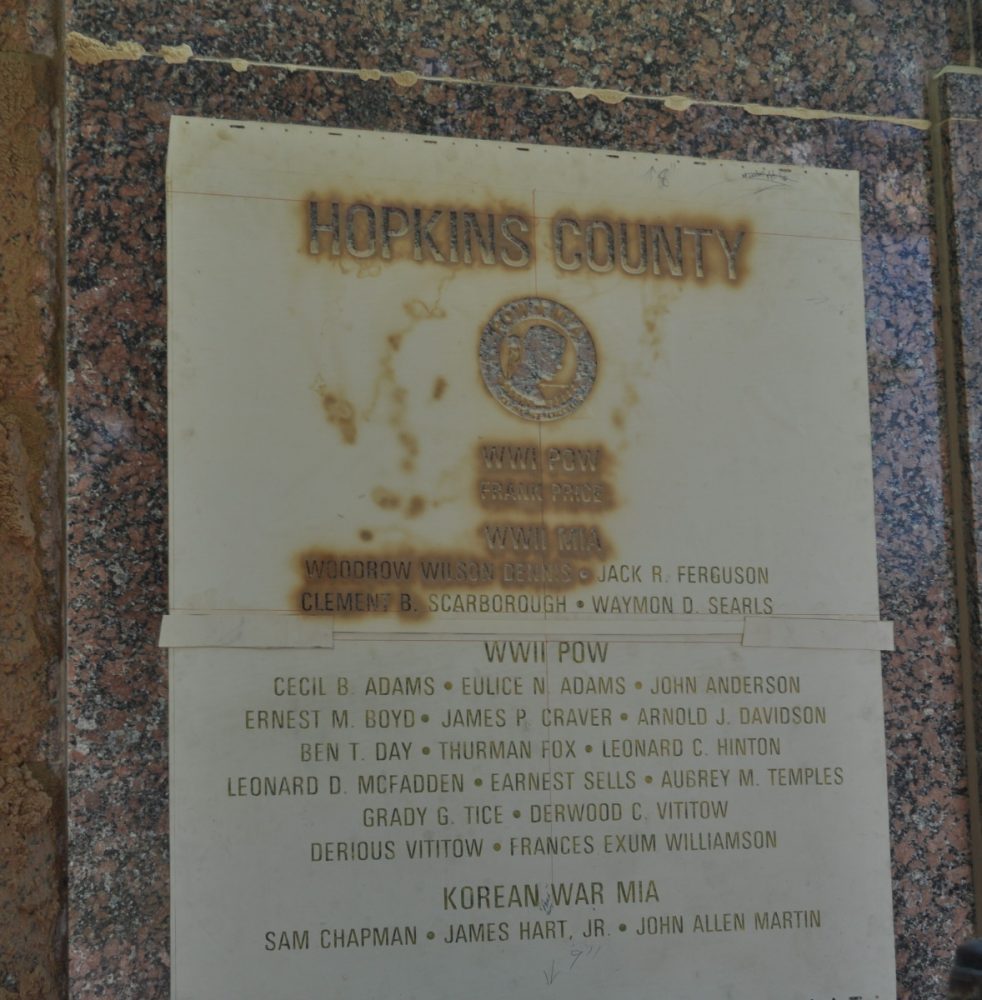 HOPKINS COUNTY
POW ★ MIA
WWI POW
FRANK PRICE
WWII MIA
WOODROW WILSON DENNIS • JACK R. FERGUSON
CLEMENT B. SCARBOROUGH • WAYMON D. SEARLS
WWII POW
CECIL B. ADAMS • EULICE N. ADAMS • JOHN ANDERSON
ERNEST M. BOYD • JAMES P. CRAVER • ARNOLD J. DAVIDSON
BEN T. DAY • THURMAN FOX • LEONARD C. HINTON
LEONARD D. MCFADDEN • EARNEST SELLS • AUBREY M. TEMPLES
GRADY G. TICE • DERWOOD C. VITITOW
DERIOUS VITITOW • FRANCES EXUM WILLIAMSON
KOREAN WAR MIA
SAM CHAPMAN • JAMES HART, JR. • JOHN ALLEN MARTIN